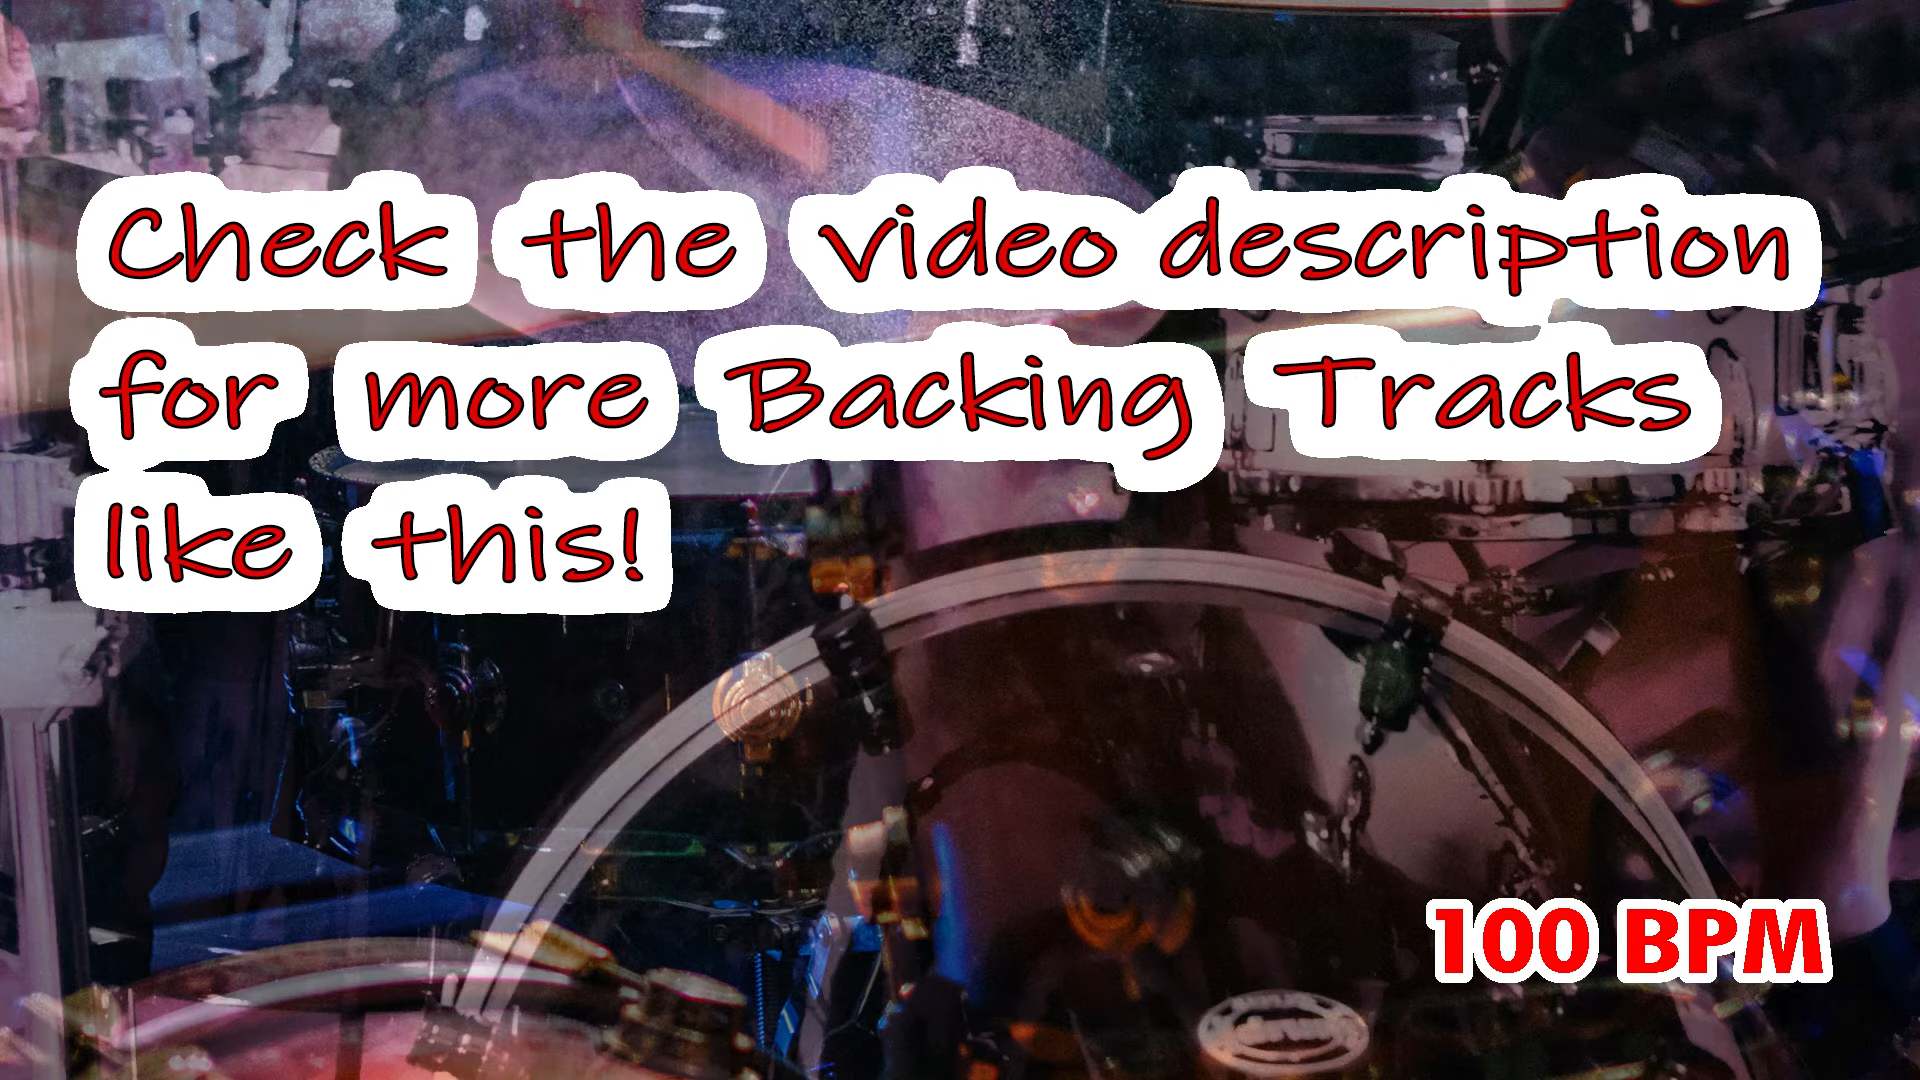 Check the video description
for more Backing Tracks
like this!
100 BPM